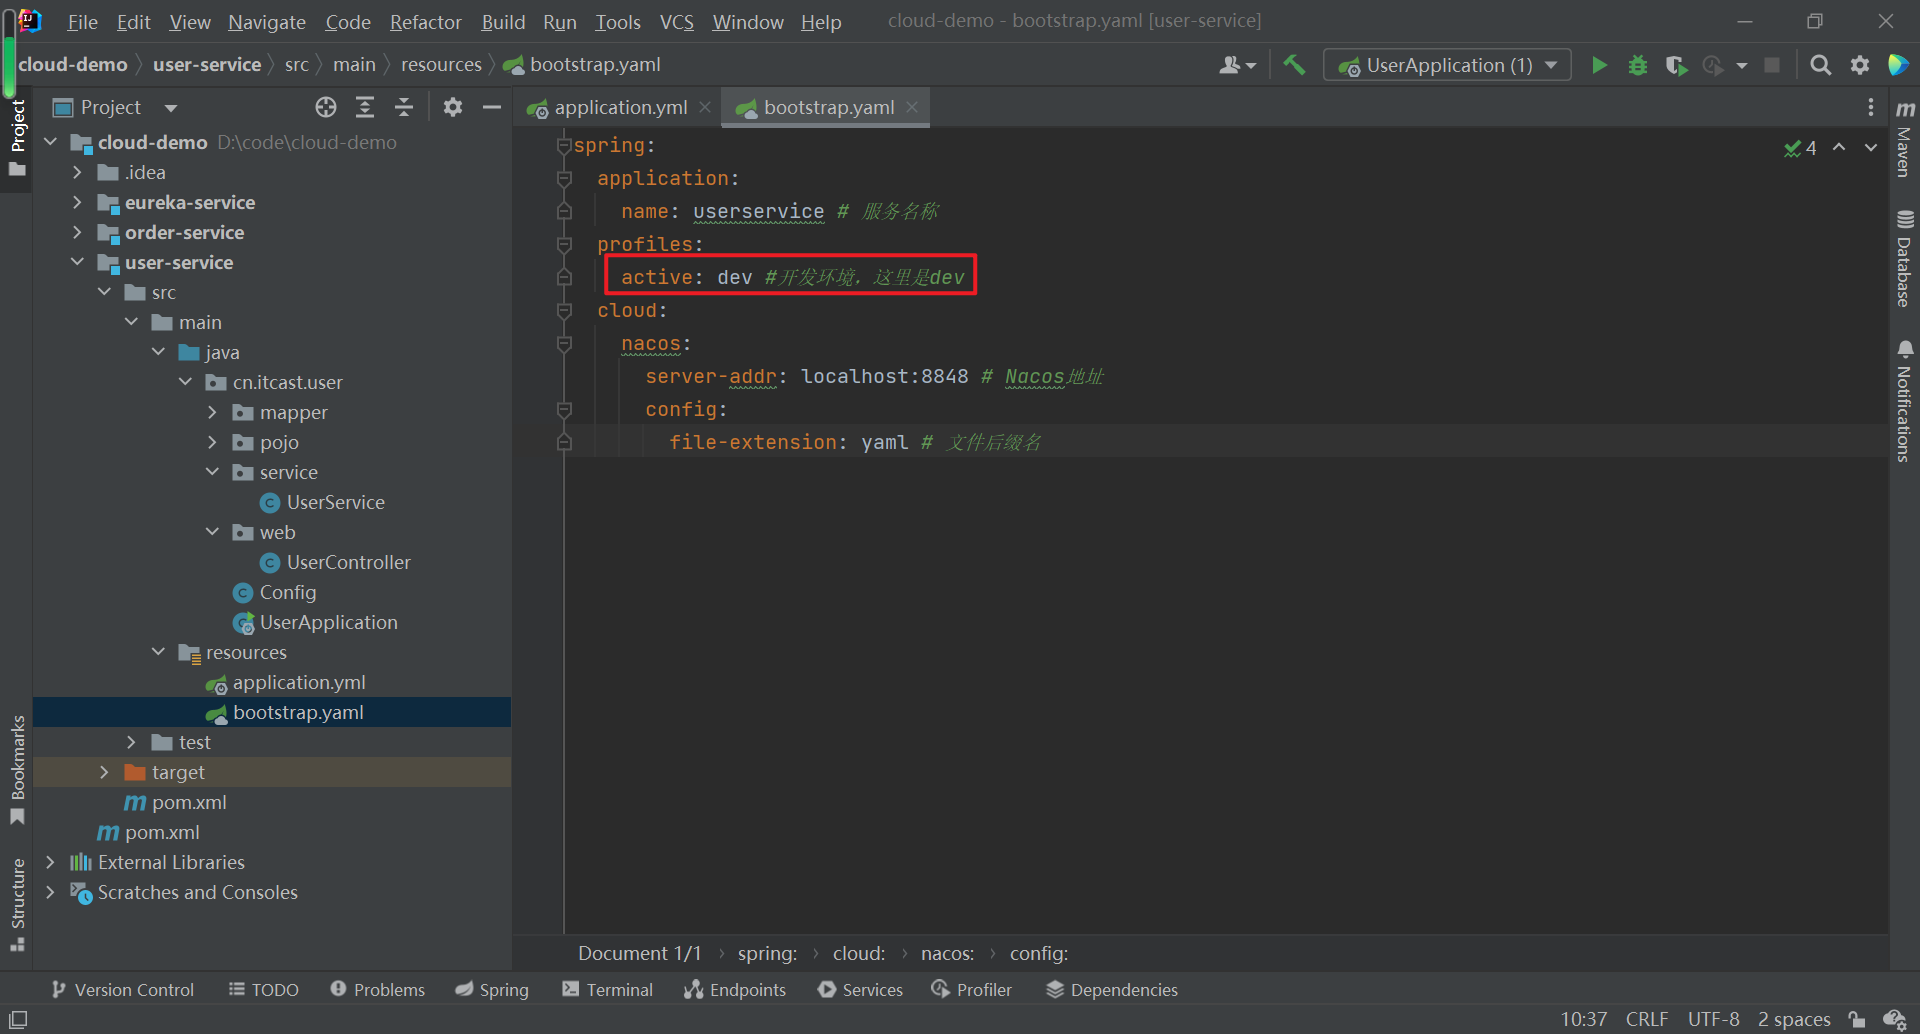 File Edit View Navigate Code Refactor Build Run Tools VCS Window Help cloud-demo - bootstrap.yaml [user-service]
cloud-demo user-service src main resources bootstrap.yaml UserApplication (1)
Project
application.yml bootstrap.yaml
Project
cloud-demo D:\code\cloud-demo
.idea
eureka-service
order-service
user-service
src
main
java
cn.itcast.user
mapper
pojo
service
UserService
web
UserController
Config
UserApplication
resources
application.yml
bootstrap.yaml
test
target
pom.xml
pom.xml
External Libraries
Scratches and Consoles
Bookmarks
Structure
spring:
application:
name: userservice # 服务名称
profiles:
active: dev #开发环境，这里是dev
cloud:
nacos:
server-addr: localhost:8848 # Nacos地址
config:
file-extension: yaml # 文件后缀名
4
m
Maven
Database
Notifications
Document 1/1 spring: cloud: nacos: config:
Version Control TODO Problems Spring Terminal Endpoints Services Profiler Dependencies
10:37 CRLF UTF-8 2 spaces